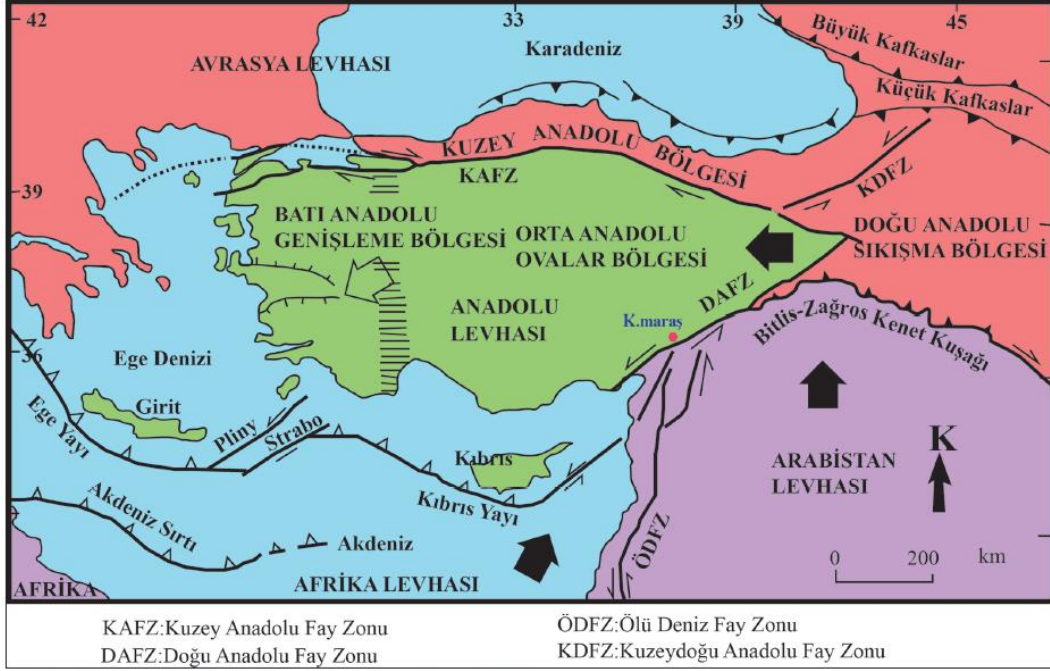 42
33
39
45
Karadeniz
Büyük Kafkaslar
AVRASYA LEVHASI
Küçük Kafkaslar
KUZEY ANADOLU BÖLGESİ
39
KAFZ
KDFZ
BATI ANADOLU
GENİŞLEME BÖLGESİ
ORTA ANADOLU
OVALAR BÖLGESİ
DOĞU ANADOLU
SIKIŞMA BÖLGESİ
DAFZ
ANADOLU
LEVHASI
K.maraş
Bitlis-Zağros Kenet Kuşağı
36
Ege Denizi
Girit
Ege Yayı
Pliny
Strabo
Kıbrıs
Kıbrıs Yayı
K
ARABİSTAN
LEVHASI
Akdeniz Sırtı
Akdeniz
ÖDFZ
0 200 km
AFRİKA
AFRİKA LEVHASI
KAFZ:Kuzey Anadolu Fay Zonu
DAFZ:Doğu Anadolu Fay Zonu
ÖDFZ:Ölü Deniz Fay Zonu
KDFZ:Kuzeydoğu Anadolu Fay Zonu